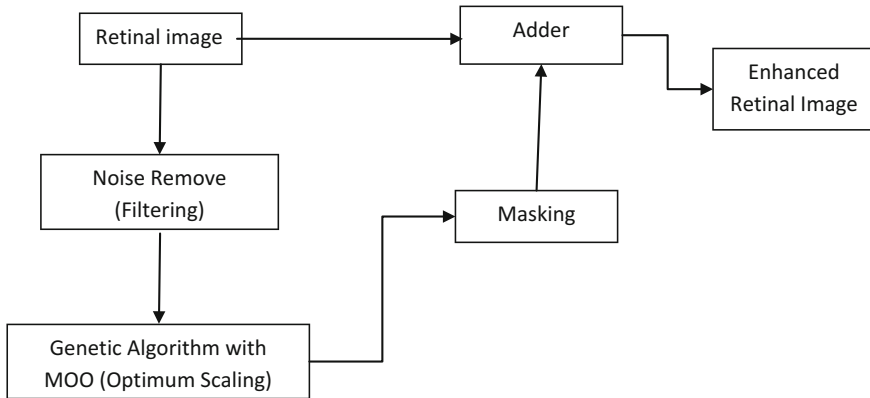 Retinal image
Adder
Enhanced
Retinal Image
Noise Remove
(Filtering)
Masking
Genetic Algorithm with
MOO (Optimum Scaling)